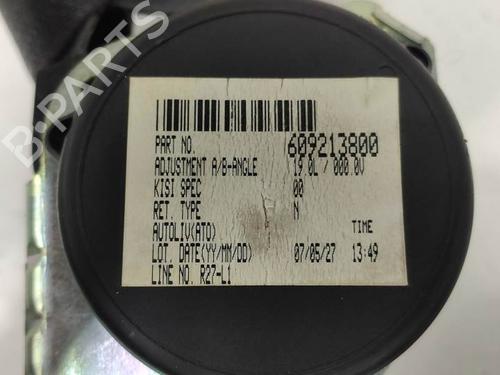 PART NO. 609213800
ADJUSTMENT A/B-ANGLE 19.0L / 000.0V
KISI SPEC 00
RET. TYPE N
AUTOLIV(ATO) TIME
LOT. DATE(YY/MM/DD) 07/05/27 13:49
LINE NO. R27-L1
B-PARTS